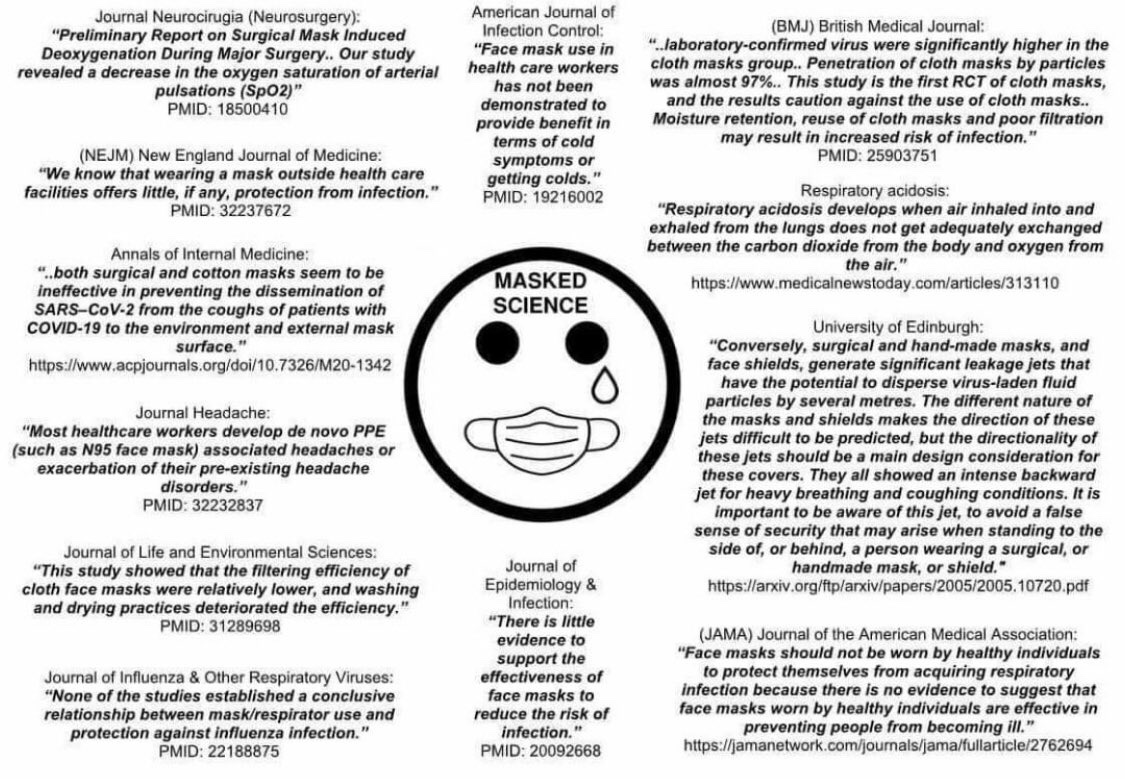 Journal Neurocirugia (Neurosurgery):
“Preliminary Report on Surgical Mask Induced
Deoxygenation During Major Surgery.. Our study
revealed a decrease in the oxygen saturation of arterial
pulsations (SpO2)”
PMID: 18500410
(NEJM) New England Journal of Medicine:
“We know that wearing a mask outside health care
facilities offers little, if any, protection from infection.”
PMID: 32237672
Annals of Internal Medicine:
“..both surgical and cotton masks seem to be
ineffective in preventing the dissemination of
SARS–CoV-2 from the coughs of patients with
COVID-19 to the environment and external mask
surface.”
https://www.acpjournals.org/doi/10.7326/M20-1342
Journal Headache:
“Most healthcare workers develop de novo PPE
(such as N95 face mask) associated headaches or
exacerbation of their pre-existing headache
disorders.”
PMID: 32232837
Journal of Life and Environmental Sciences:
“This study showed that the filtering efficiency of
cloth face masks were relatively lower, and washing
and drying practices deteriorated the efficiency.”
PMID: 31289698
Journal of Influenza & Other Respiratory Viruses:
“None of the studies established a conclusive
relationship between mask/respirator use and
protection against influenza infection.”
PMID: 22188875
American Journal of
Infection Control:
“Face mask use in
health care workers
has not been
demonstrated to
provide benefit in
terms of cold
symptoms or
getting colds.”
PMID: 19216002
MASKED
SCIENCE
Journal of
Epidemiology &
Infection:
“There is little
evidence to
support the
effectiveness of
face masks to
reduce the risk of
infection.”
PMID: 20092668
(BMJ) British Medical Journal:
“..laboratory-confirmed virus were significantly higher in the
cloth masks group.. Penetration of cloth masks by particles
was almost 97%.. This study is the first RCT of cloth masks,
and the results caution against the use of cloth masks..
Moisture retention, reuse of cloth masks and poor filtration
may result in increased risk of infection.”
PMID: 25903751
Respiratory acidosis:
“Respiratory acidosis develops when air inhaled into and
exhaled from the lungs does not get adequately exchanged
between the carbon dioxide from the body and oxygen from
the air.”
https://www.medicalnewstoday.com/articles/313110
University of Edinburgh:
“Conversely, surgical and hand-made masks, and
face shields, generate significant leakage jets that
have the potential to disperse virus-laden fluid
particles by several metres. The different nature of
the masks and shields makes the direction of these
jets difficult to be predicted, but the directionality of
these jets should be a main design consideration for
these covers. They all showed an intense backward
jet for heavy breathing and coughing conditions. It is
important to be aware of this jet, to avoid a false
sense of security that may arise when standing to the
side of, or behind, a person wearing a surgical, or
handmade mask, or shield."
https://arxiv.org/ftp/arxiv/papers/2005/2005.10720.pdf
(JAMA) Journal of the American Medical Association:
“Face masks should not be worn by healthy individuals
to protect themselves from acquiring respiratory
infection because there is no evidence to suggest that
face masks worn by healthy individuals are effective in
preventing people from becoming ill.”
https://jamanetwork.com/journals/jama/fullarticle/2762694